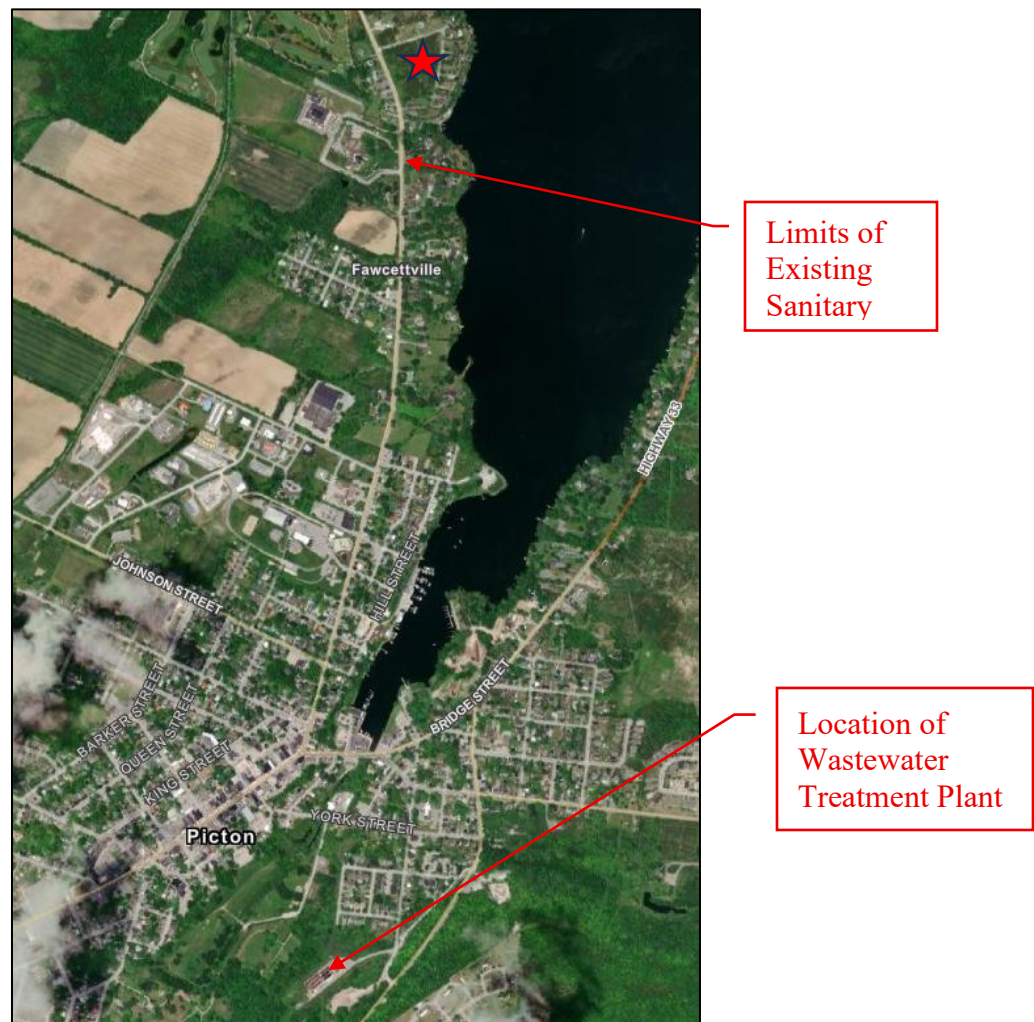 Limits of
Existing
Sanitary
Fawcettville
HIGHWAY 33
HILL STREET
JOHNSON STREET
BARKER STREET
QUEEN STREET
KING STREET
BRIDGE STREET
YORK STREET
Picton
Location of
Wastewater
Treatment Plant